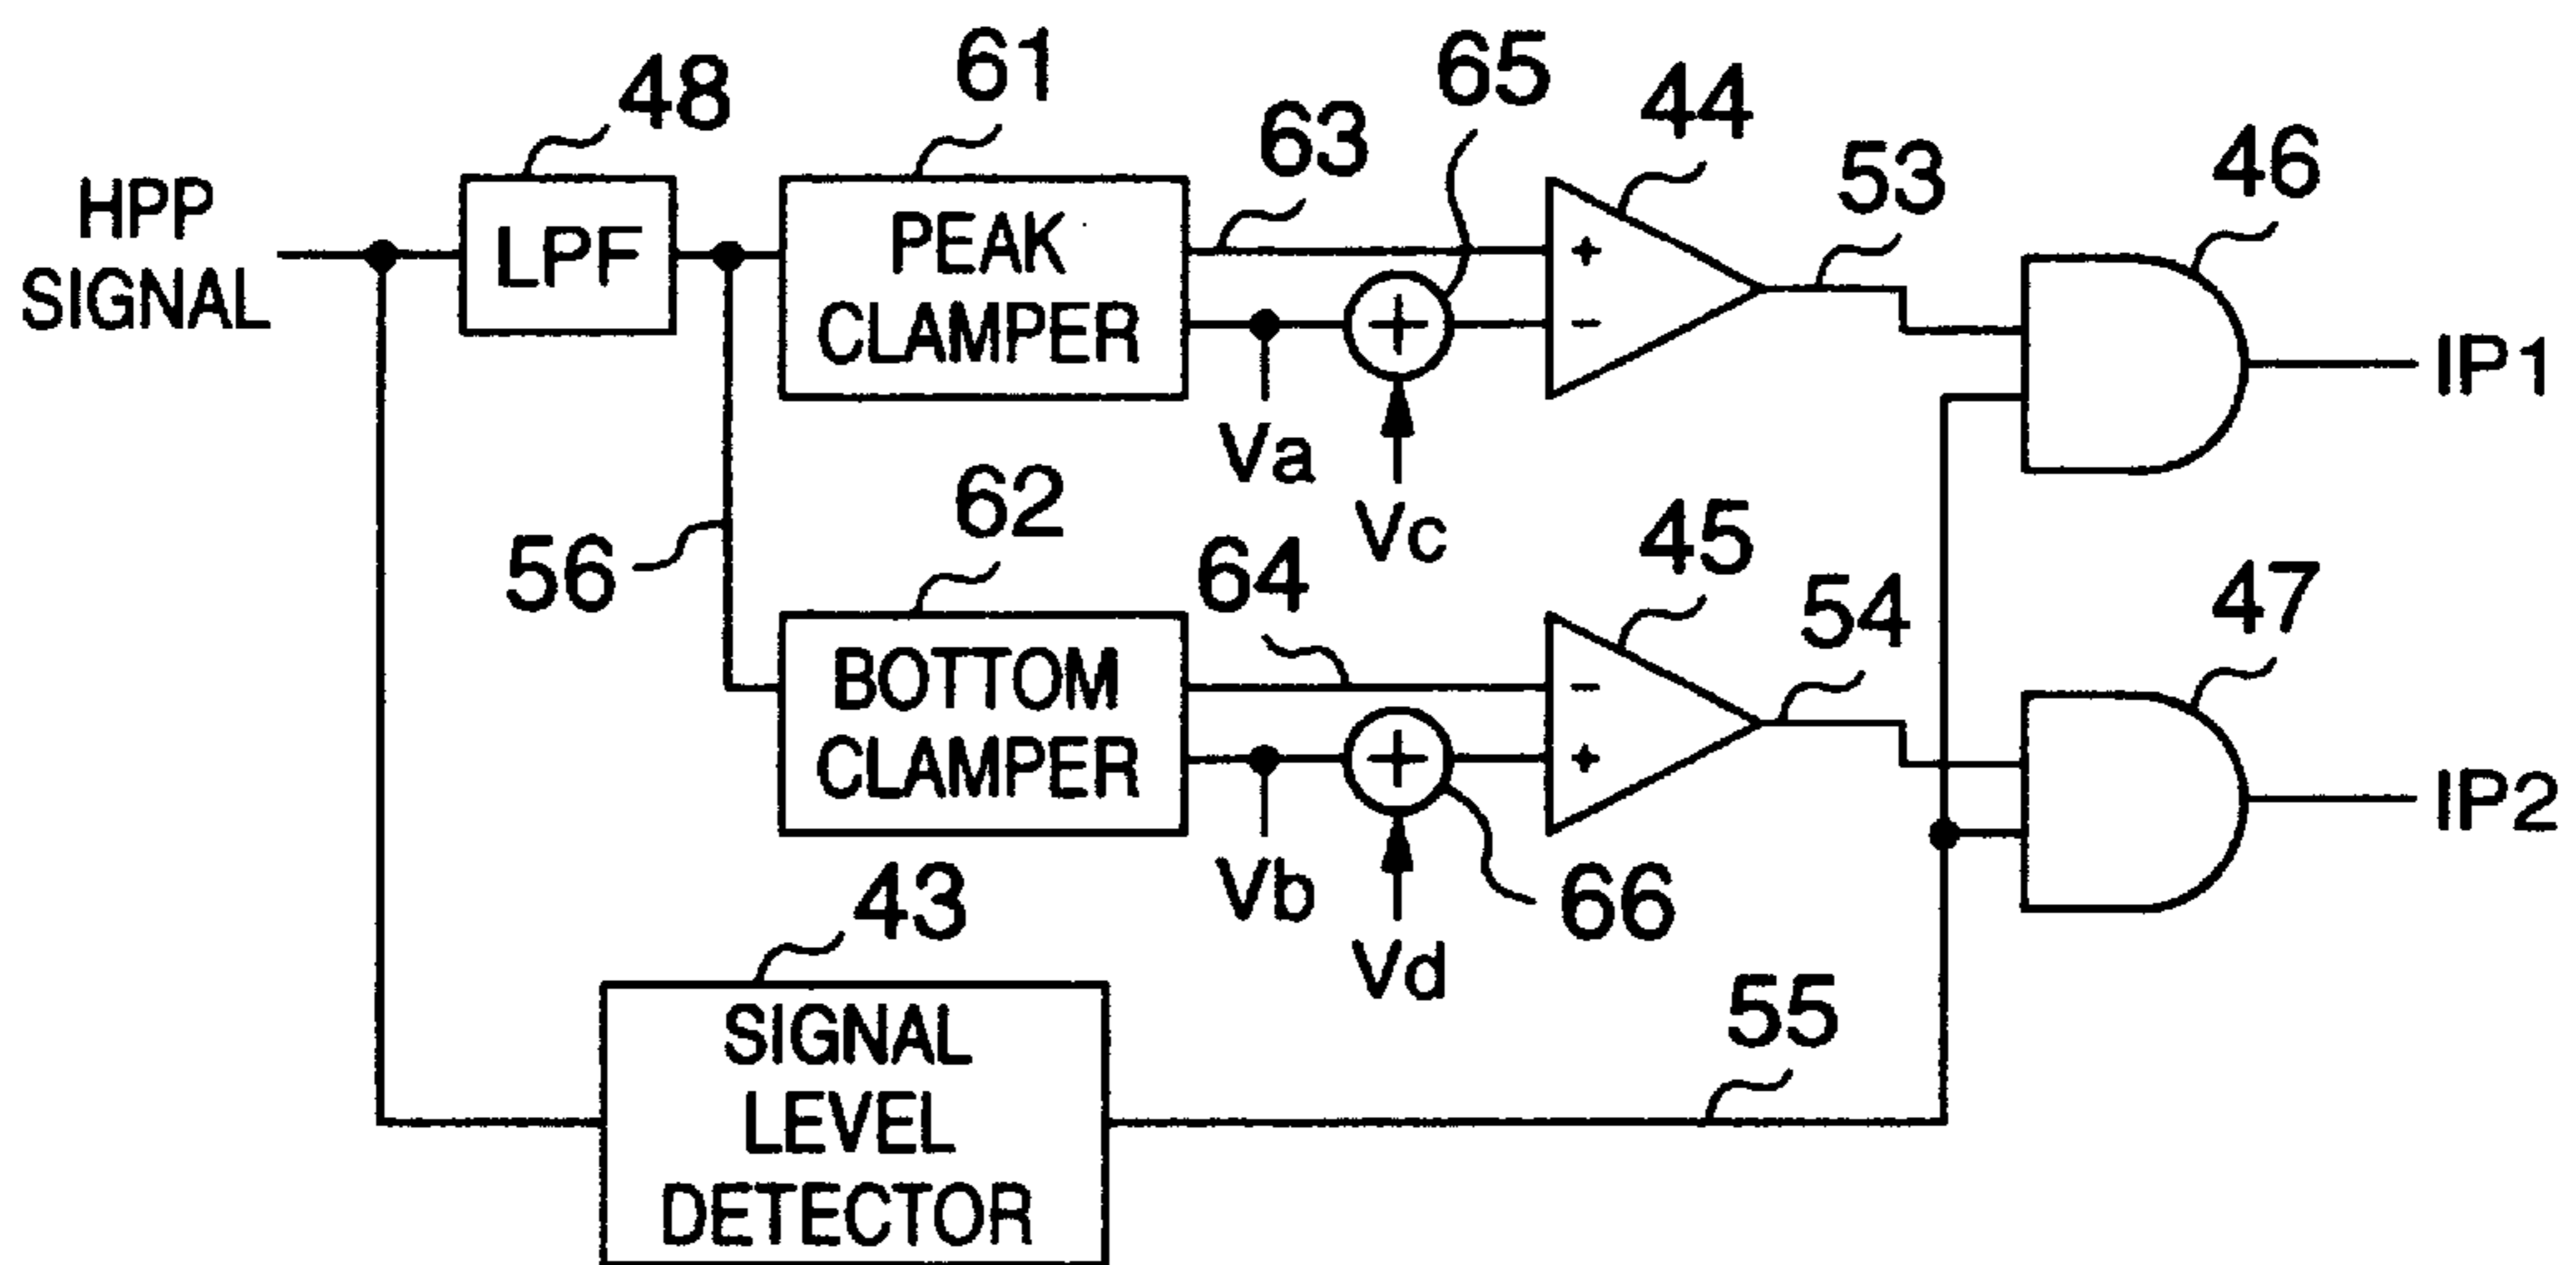 HPP
SIGNAL
48
LPF
61
PEAK
CLAMPER
63
65
44
+
-
+
Va
Vc
53
46
IP1
56
62
BOTTOM
CLAMPER
64
45
-
+
+
Vb
Vd
66
54
47
IP2
43
SIGNAL
LEVEL
DETECTOR
55